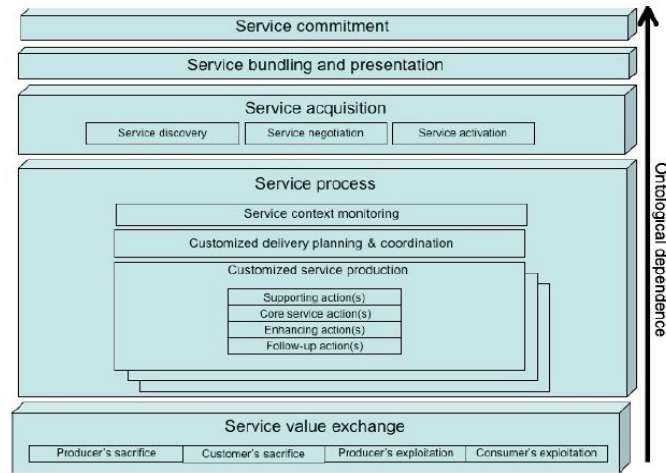 Service commitment
Service bundling and presentation
Service acquisition
Service discovery
Service negotiation
Service activation
Service process
Service context monitoring
Customized delivery planning & coordination
Customized service production
Supporting action(s)
Core service action(s)
Enhancing action(s)
Follow-up action(s)
Service value exchange
Producer's sacrifice
Customer's sacrifice
Producer's exploitation
Consumer's exploitation
Ontological dependence